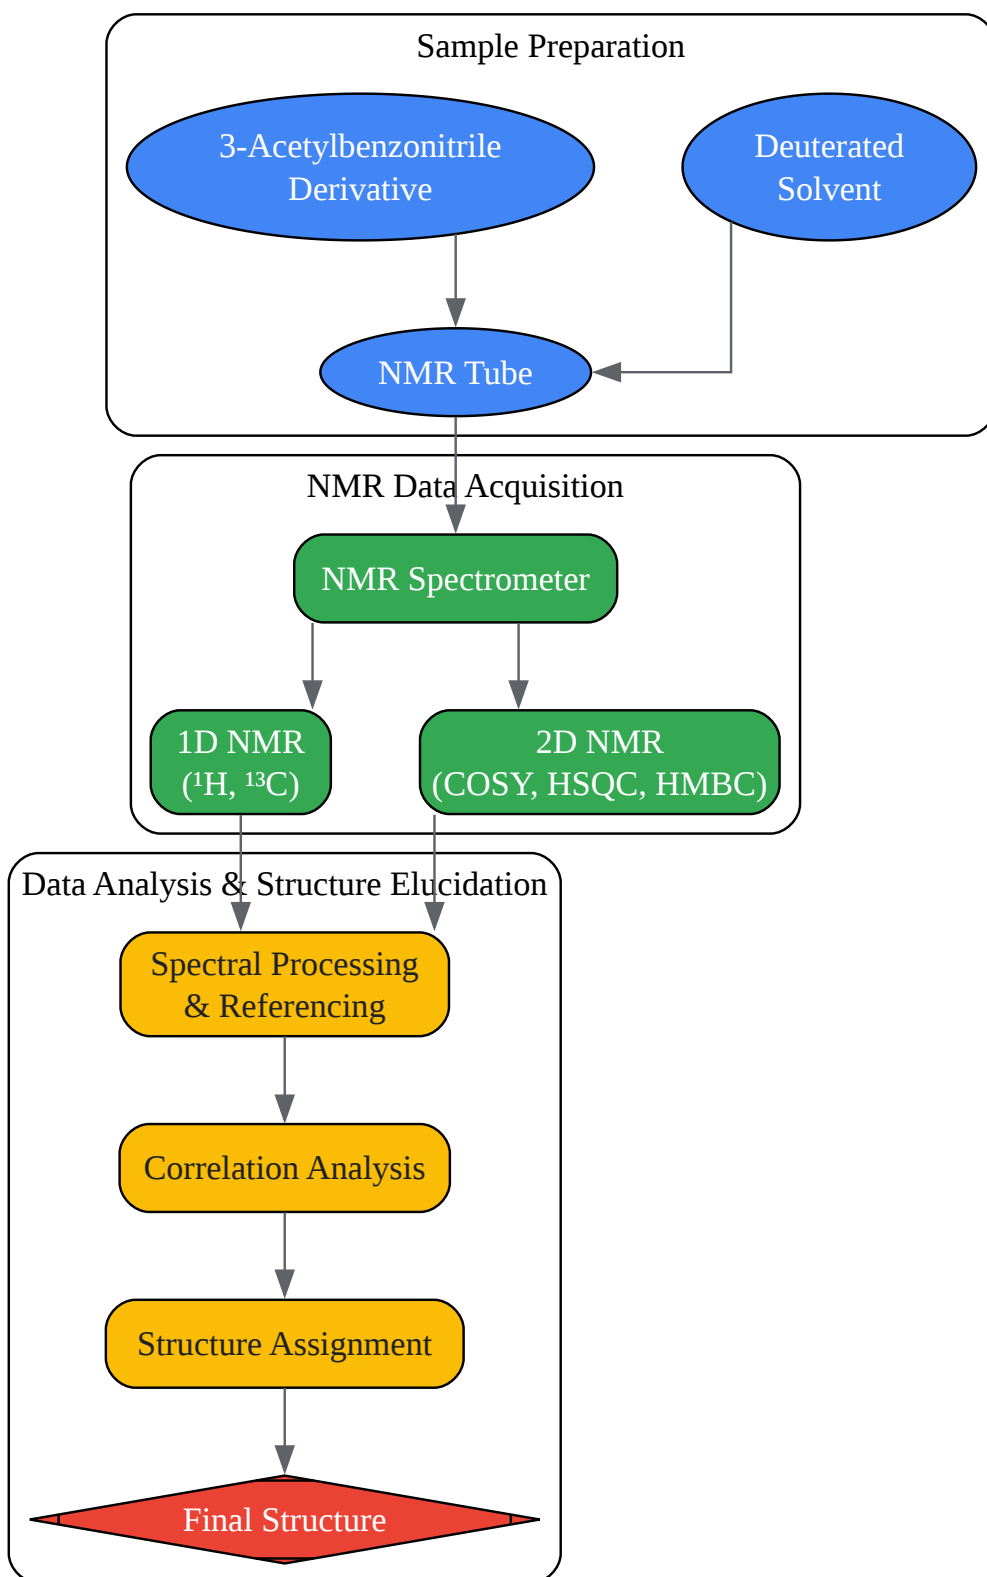 Sample Preparation
3-Acetylbenzonitrile
Derivative
Deuterated
Solvent
NMR Tube
NMR Data Acquisition
NMR Spectrometer
1D NMR
(¹H, ¹³C)
2D NMR
(COSY, HSQC, HMBC)
Data Analysis & Structure Elucidation
Spectral Processing
& Referencing
Correlation Analysis
Structure Assignment
Final Structure